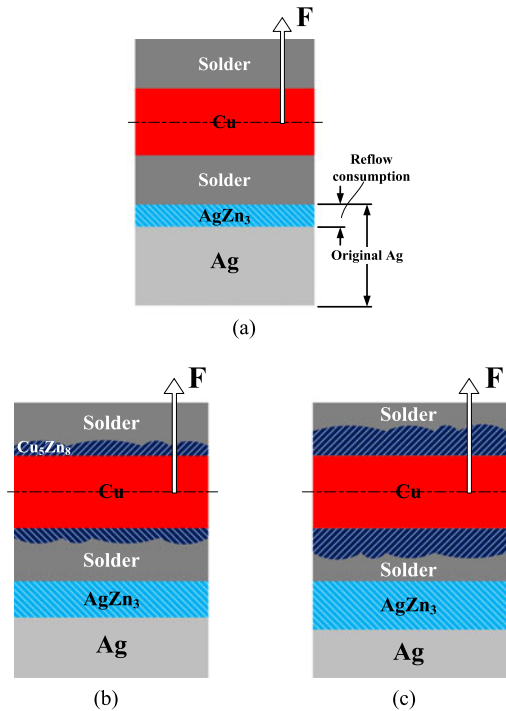 F
Solder
Cu
Reflow
consumption
Solder
AgZn₃
Original Ag
Ag
(a)
F
Solder
Cu₅Zn₈
Cu
Solder
AgZn₃
Ag
(b)
F
Solder
Cu
Solder
AgZn₃
Ag
(c)